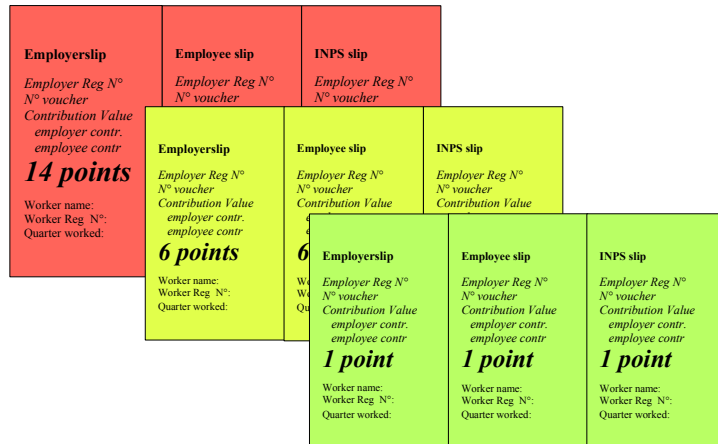 Employerslip
Employer Reg N°
N° voucher
Contribution Value
employer contr.
employee contr
14 points
Worker name:
Worker Reg N°:
Quarter worked:
Employee slip
Employer Reg N°
N° voucher
INPS slip
Employer Reg N°
N° voucher
Employerslip
Employer Reg N°
N° voucher
Contribution Value
employer contr.
employee contr
6 points
Worker name:
Worker Reg N°:
Quarter worked:
Employee slip
Employer Reg N°
N° voucher
Contribution Value
6
INPS slip
Employer Reg N°
N° voucher
Contribution Value
Employerslip
Employer Reg N°
N° voucher
Contribution Value
employer contr.
employee contr
1 point
Worker name:
Worker Reg N°:
Quarter worked:
Employee slip
Employer Reg N°
N° voucher
Contribution Value
employer contr.
employee contr
1 point
Worker name:
Worker Reg N°:
Quarter worked:
INPS slip
Employer Reg N°
N° voucher
Contribution Value
employer contr.
employee contr
1 point
Worker name:
Worker Reg N°:
Quarter worked: